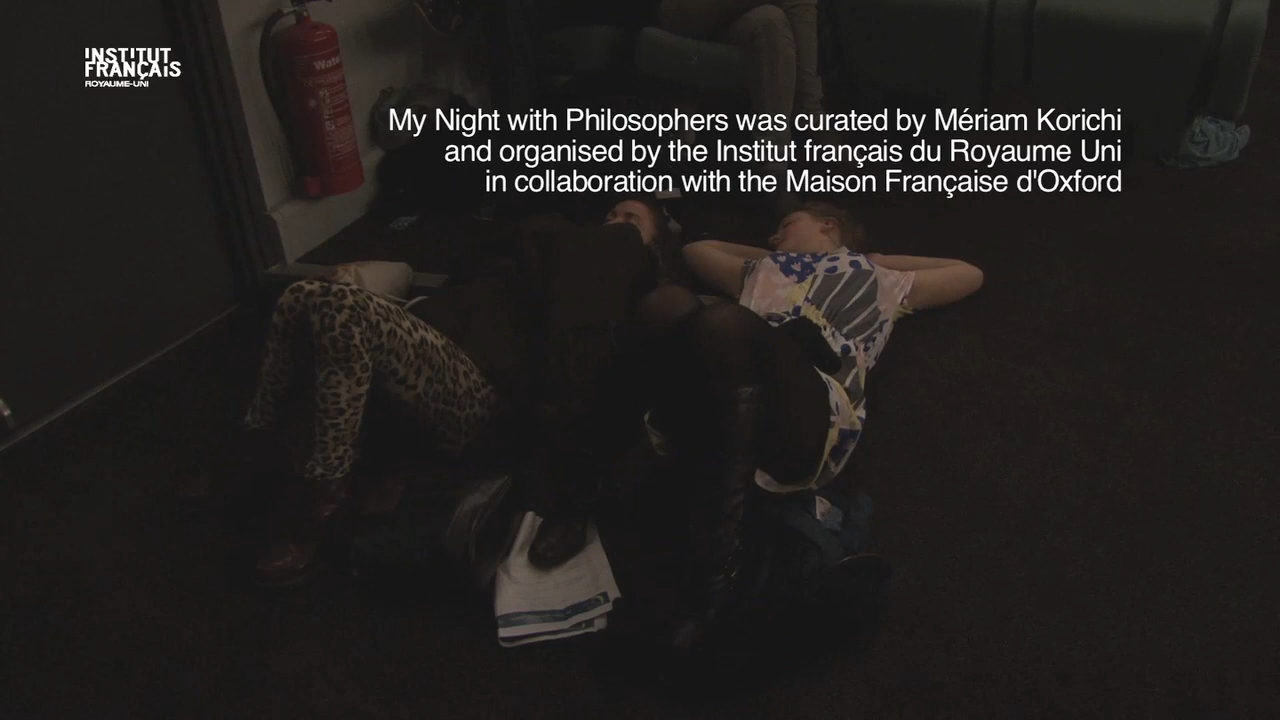 INSTITUT
FRANÇAIS
ROYAUME-UNI
Wate
My Night with Philosophers was curated by Mériam Korichi
and organised by the Institut français du Royaume Uni
in collaboration with the Maison Française d'Oxford